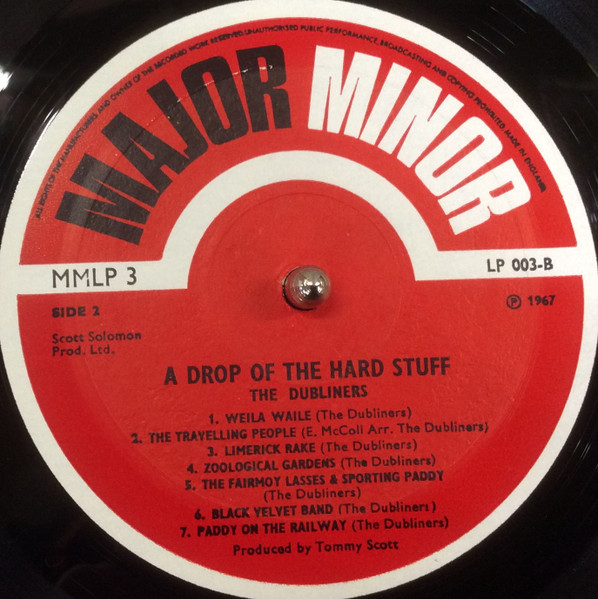 ALL RIGHTS OF THE MANUFACTURERS AND OWNER OF THE RECORDED WORK RESERVED. UNAUTHORISED PUBLIC PERFORMANCE, BROADCASTING AND COPYING PROHIBITED MADE IN ENGLAND
MAJOR MINOR
MMLP 3
LP 003-B
SIDE 2
℗ 1967
Scott Solomon
Prod. Ltd.
A DROP OF THE HARD STUFF
THE DUBLINERS
1. WEILA WAILE (The Dubliners)
2. THE TRAVELLING PEOPLE (E. McColl Arr. The Dubliners)
3. LIMERICK RAKE (The Dubliners)
4. ZOOLOGICAL GARDENS (The Dubliners)
5. THE FAIRMOY LASSES & SPORTING PADDY
(The Dubliners)
6. BLACK VELVET BAND (The Dubliners)
7. PADDY ON THE RAILWAY (The Dubliners)
Produced by Tommy Scott